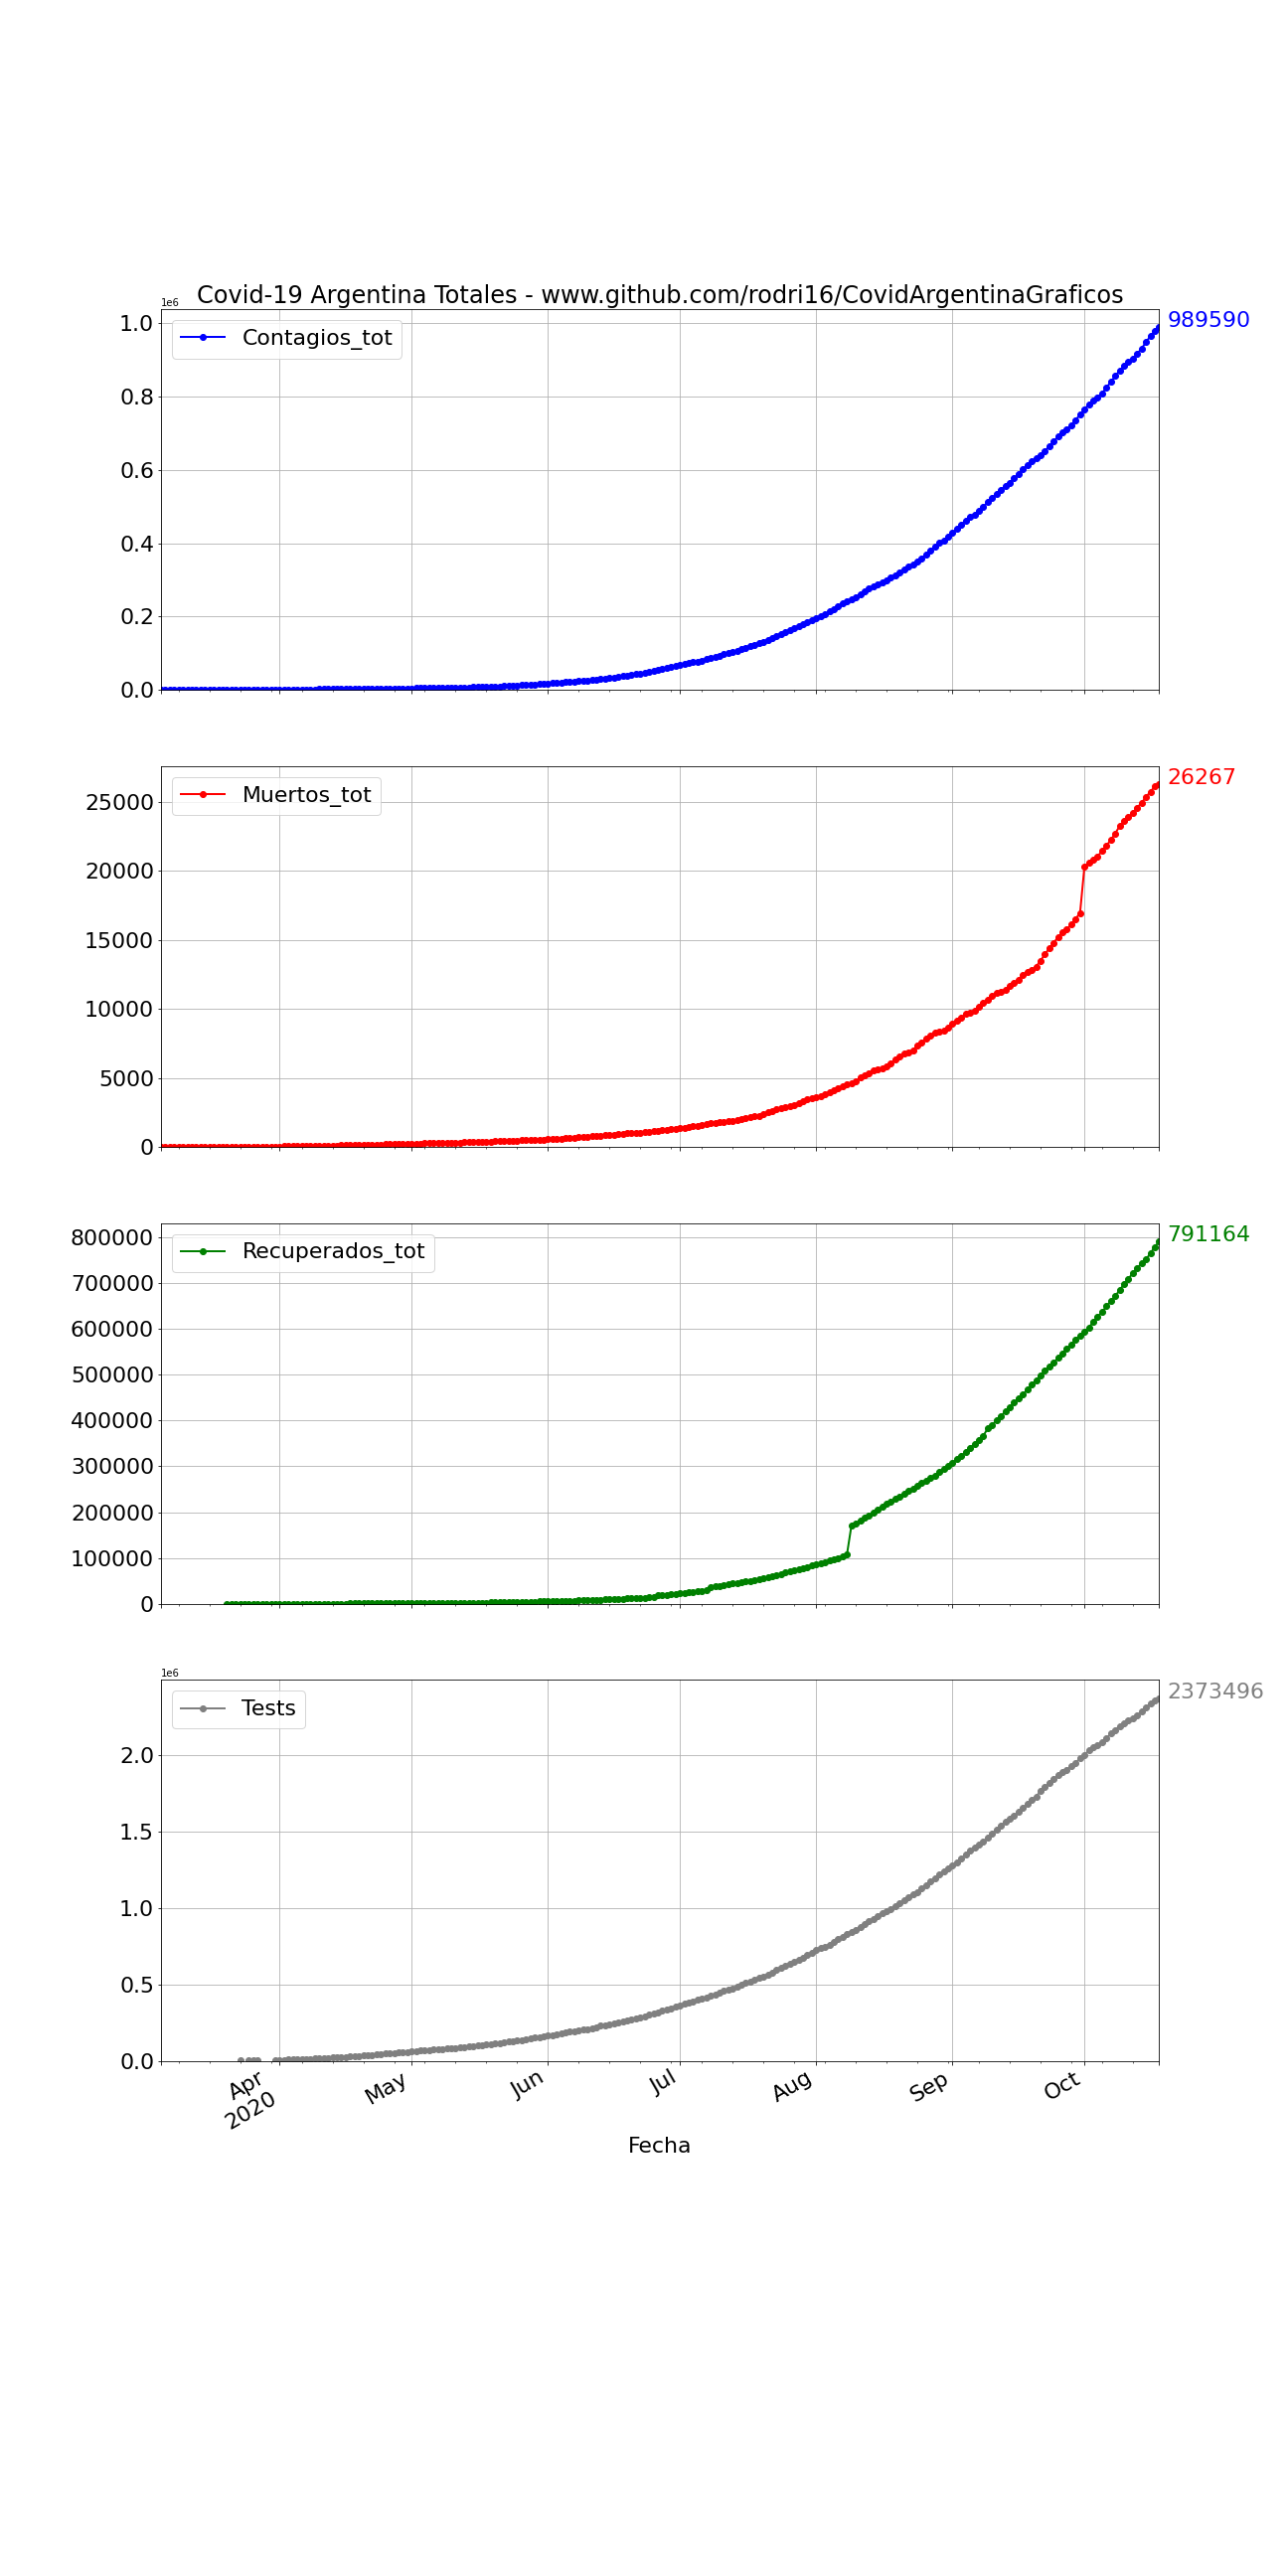 Covid-19 Argentina Totales - www.github.com/rodri16/CovidArgentinaGraficos
1e6
1.0
0.8
0.6
0.4
0.2
0.0
Contagios_tot
989590
25000
20000
15000
10000
5000
0
Muertos_tot
26267
800000
700000
600000
500000
400000
300000
200000
100000
0
Recuperados_tot
791164
1e6
2.0
1.5
1.0
0.5
0.0
Tests
2373496
Apr
2020
May
Jun
Jul
Aug
Sep
Oct
Fecha